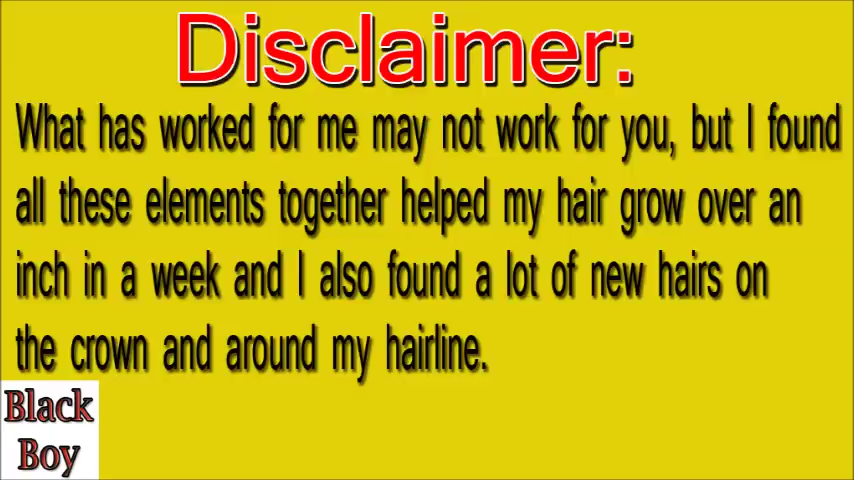 Disclaimer:
What has worked for me may not work for you, but I found
all these elements together helped my hair grow over an
inch in a week and I also found a lot of new hairs on
the crown and around my hairline.
Black
Boy